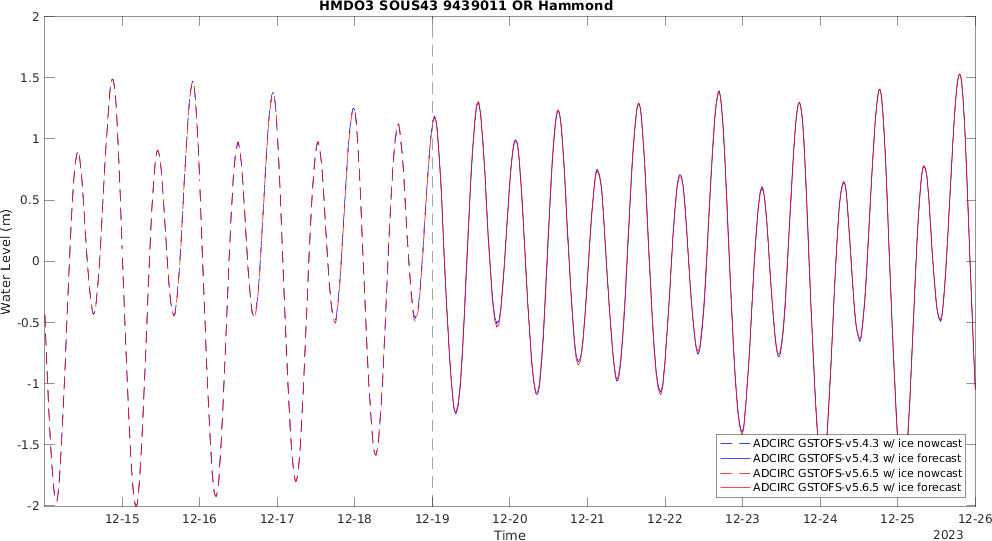 HMDO3 SOUS43 9439011 OR Hammond
2
1.5
1
0.5
0
-0.5
-1
-1.5
-2
Water Level (m)
12-15 12-16 12-17 12-18 12-19 12-20 12-21 12-22 12-23 12-24 12-25 12-26
Time
2023
ADCIRC GSTOFS-v5.4.3 w/ ice nowcast
ADCIRC GSTOFS-v5.4.3 w/ ice forecast
ADCIRC GSTOFS-v5.6.5 w/ ice nowcast
ADCIRC GSTOFS-v5.6.5 w/ ice forecast